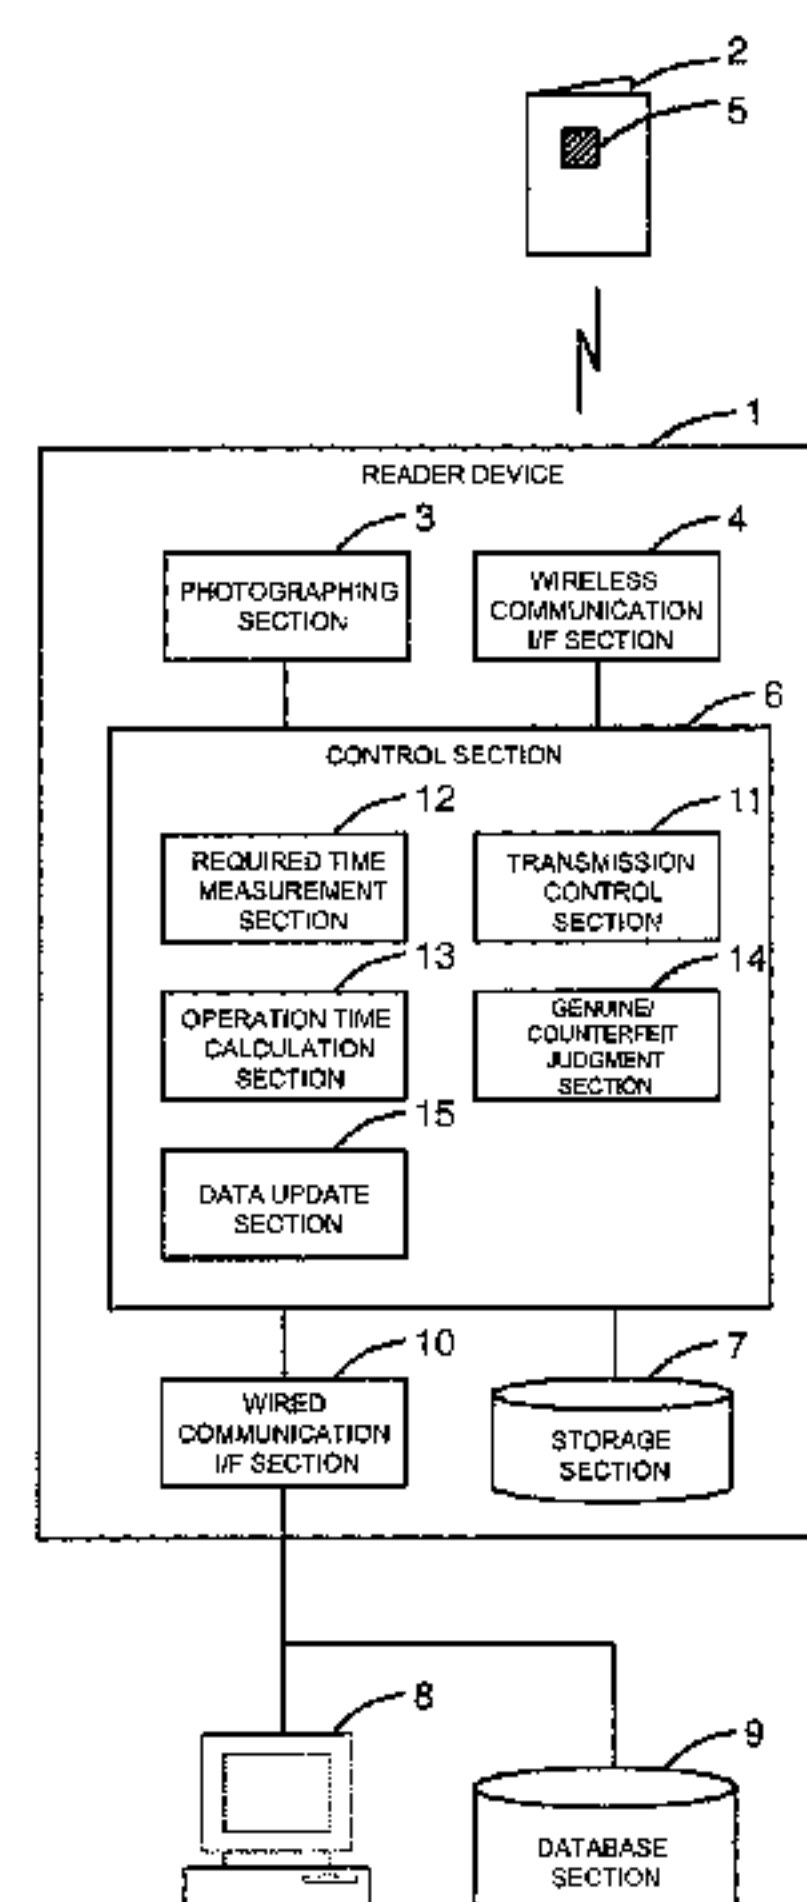 2
5
1
READER DEVICE
3
4
PHOTOGRAPHING
SECTION
WIRELESS
COMMUNICATION
I/F SECTION
6
CONTROL SECTION
12
11
REQUIRED TIME
MEASUREMENT
SECTION
TRANSMISSION
CONTROL
SECTION
13
14
OPERATION TIME
CALCULATION
SECTION
GENUINE/
COUNTERFEIT
JUDGMENT
SECTION
15
DATA UPDATE
SECTION
10
7
WIRED
COMMUNICATION
I/F SECTION
STORAGE
SECTION
8
9
DATABASE
SECTION